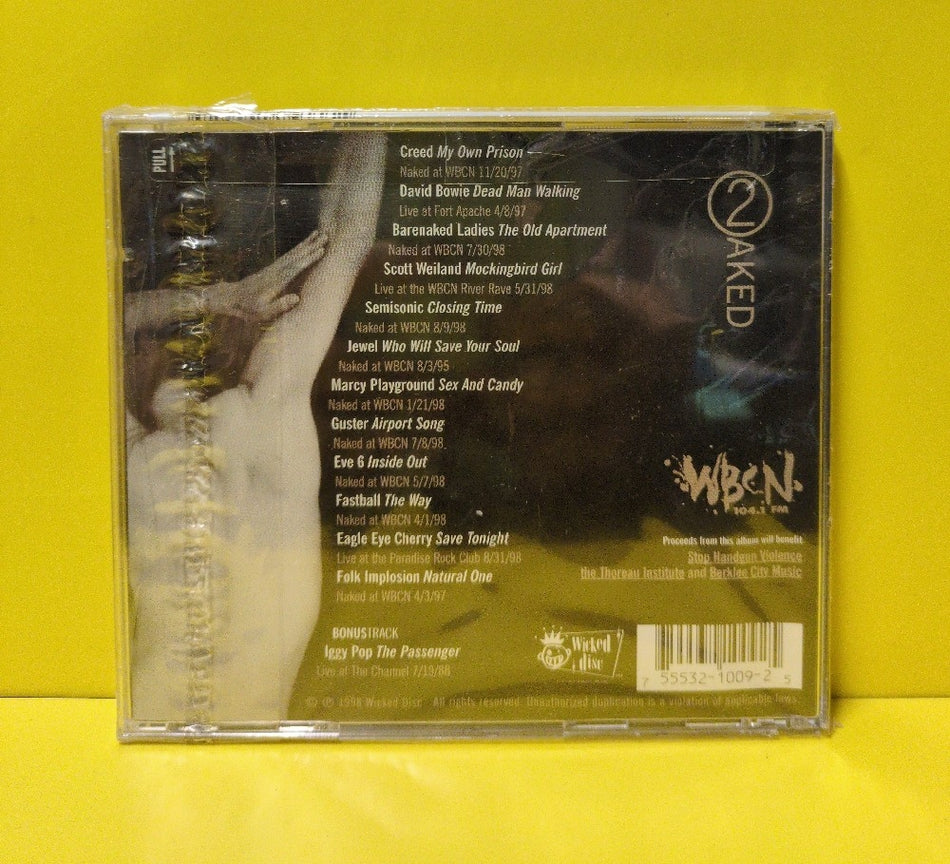 PULL
Creed My Own Prison
Naked at WBCN 11/20/97
David Bowie Dead Man Walking
Live at Fort Apache 4/8/97
Barenaked Ladies The Old Apartment
Naked at WBCN 7/30/98
Scott Weiland Mockingbird Girl
Live at the WBCN River Rave 5/31/98
Semisonic Closing Time
Naked at WBCN 8/9/98
Jewel Who Will Save Your Soul
Naked at WBCN 8/3/95
Marcy Playground Sex And Candy
Naked at WBCN 1/21/98
Guster Airport Song
Naked at WBCN 7/8/98
Eve 6 Inside Out
Naked at WBCN 5/7/98
Fastball The Way
Naked at WBCN 4/1/98
Eagle Eye Cherry Save Tonight
Live at the Paradise Rock Club 8/31/98
Folk Implosion Natural One
Naked at WBCN 4/3/97
BONUSTRACK
Iggy Pop The Passenger
Live at The Channel 7/19/88
2
NAKED
WBCN
104.1 FM
Proceeds from this album will benefit
Stop Handgun Violence
the Thoreau Institute and Berklee City Music
Wicked
disc
7 55532-1009-2 5
© ℗ 1998 Wicked Disc All rights reserved. Unauthorized duplication is a violation of applicable laws.